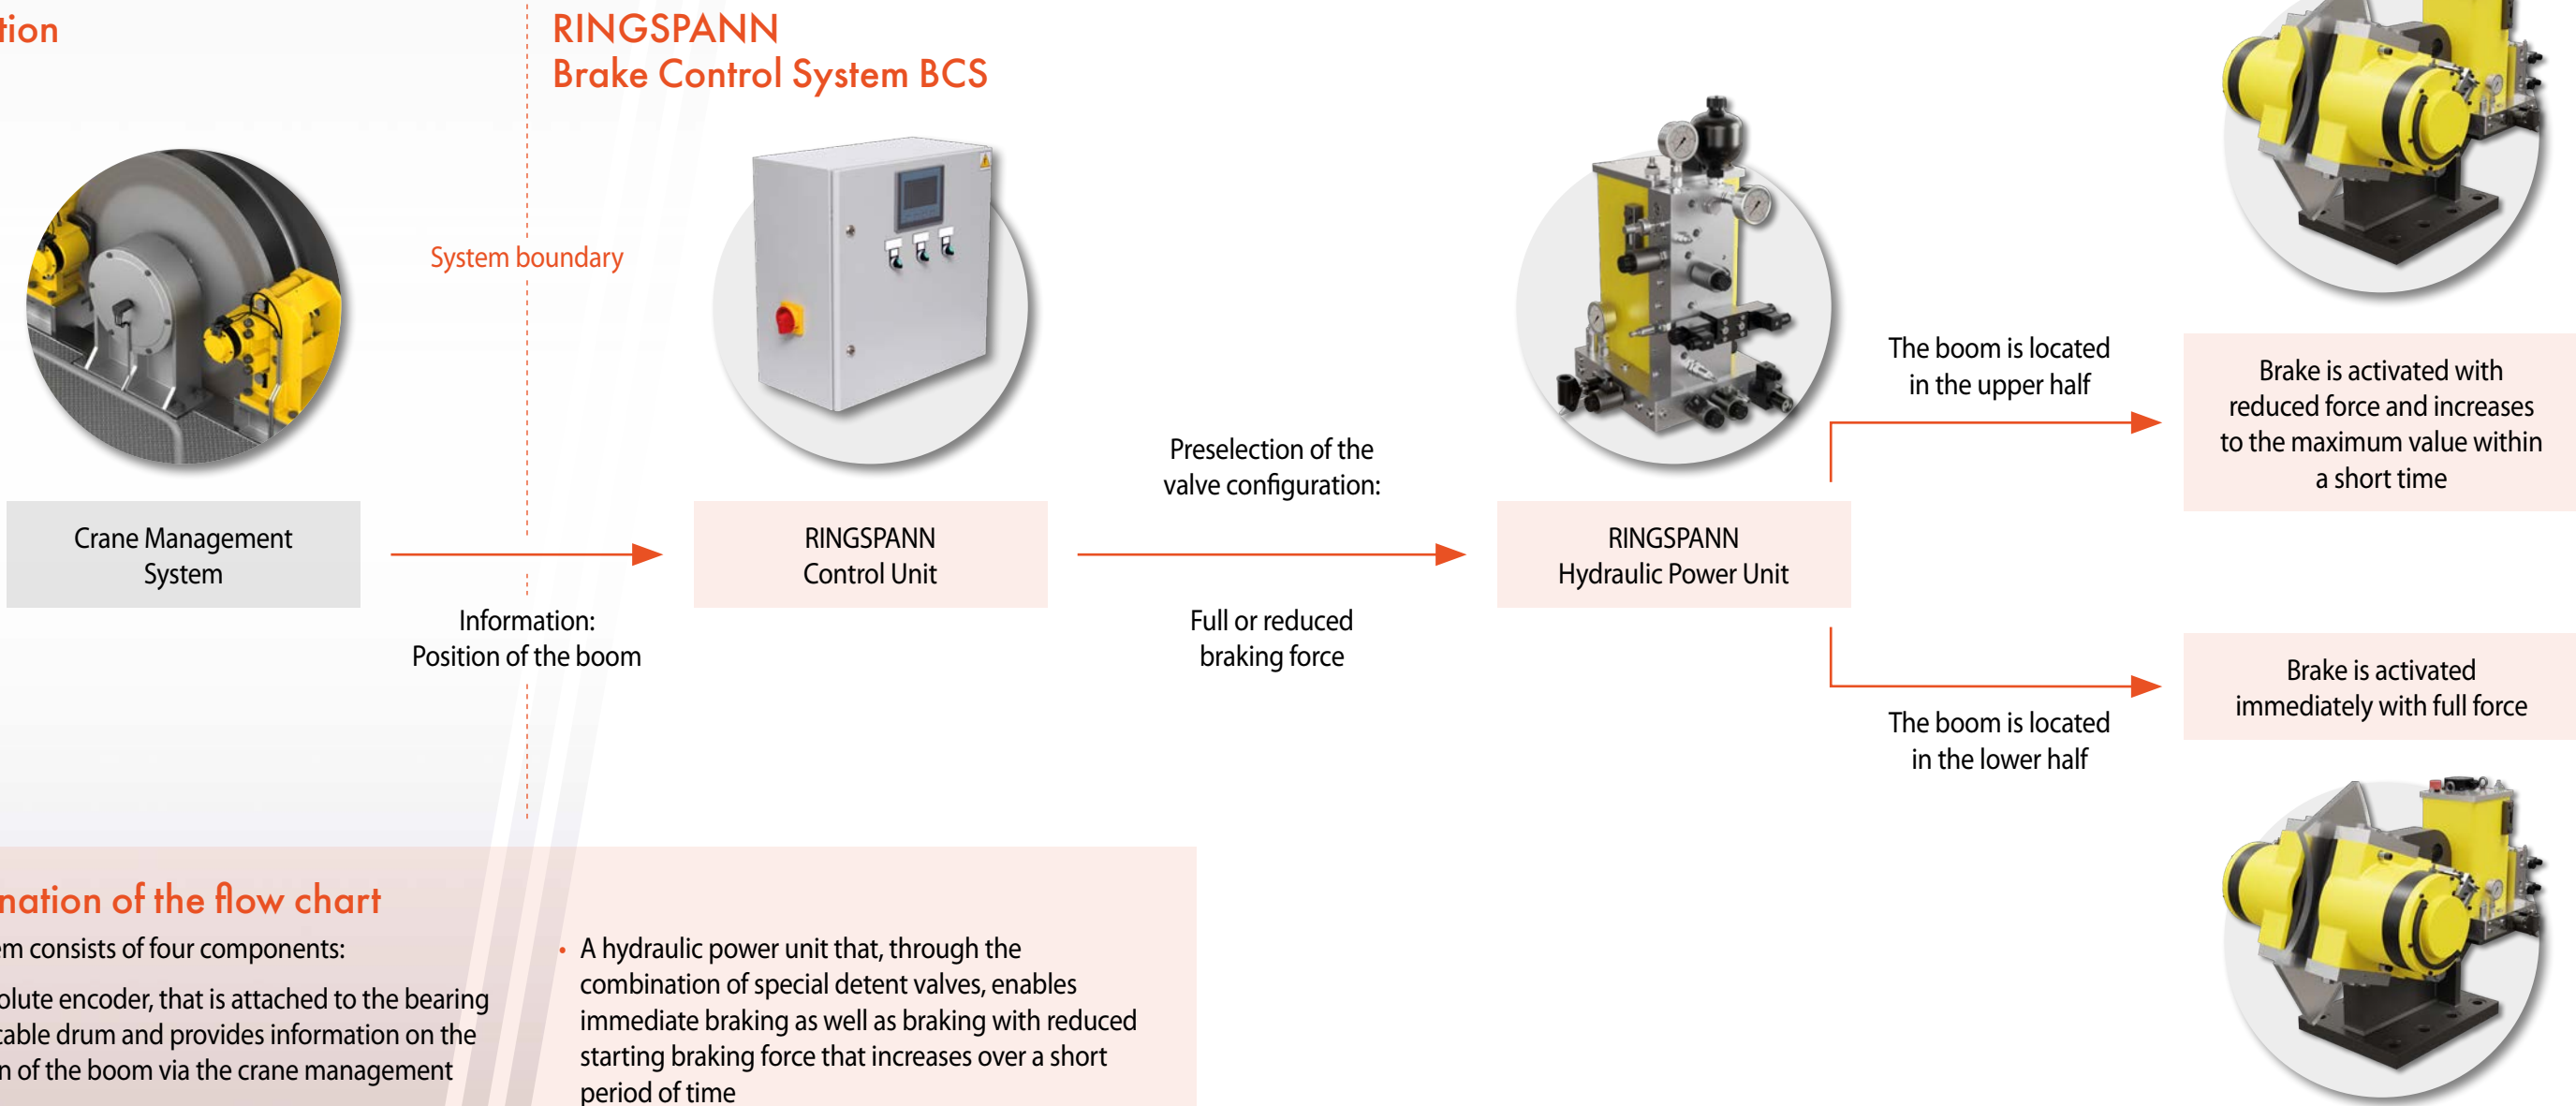 RINGSPANN
Brake Control System BCS
System boundary
Crane Management
System
Information:
Position of the boom
RINGSPANN
Control Unit
Preselection of the
valve configuration:
Full or reduced
braking force
RINGSPANN
Hydraulic Power Unit
The boom is located
in the upper half
Brake is activated with
reduced force and increases
to the maximum value within
a short time
The boom is located
in the lower half
Brake is activated
immediately with full force
of the flow chart
consists of four components:
encoder, that is attached to the bearing
cable drum and provides information on the
of the boom via the crane management
• A hydraulic power unit that, through the
combination of special detent valves, enables
immediate braking as well as braking with reduced
starting braking force that increases over a short
period of time